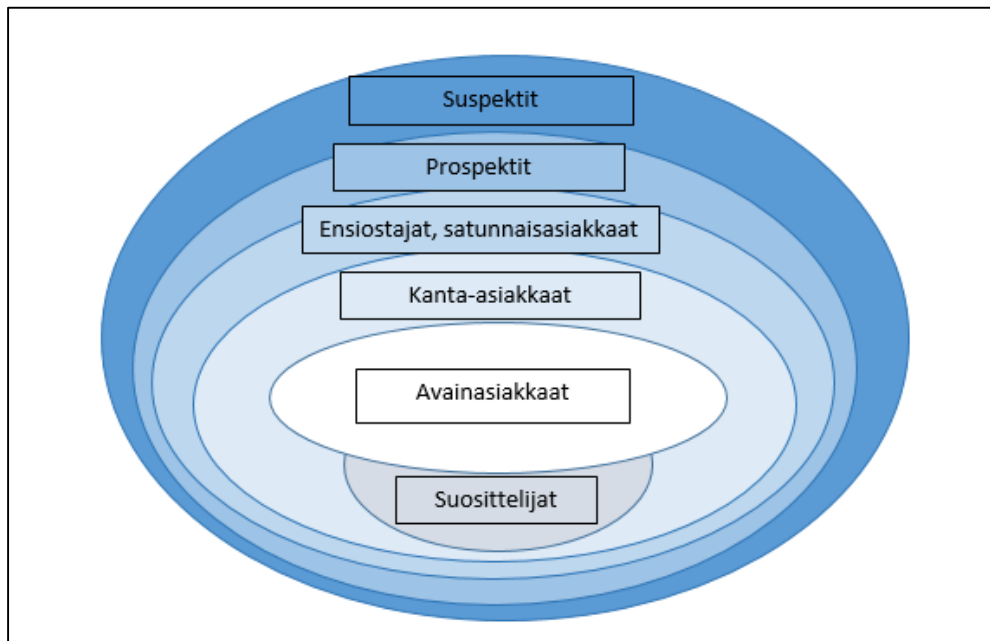 Suspektit
Prospektit
Ensiostajat, satunnaisasiakkaat
Kanta-asiakkaat
Avainasiakkaat
Suosittelijat